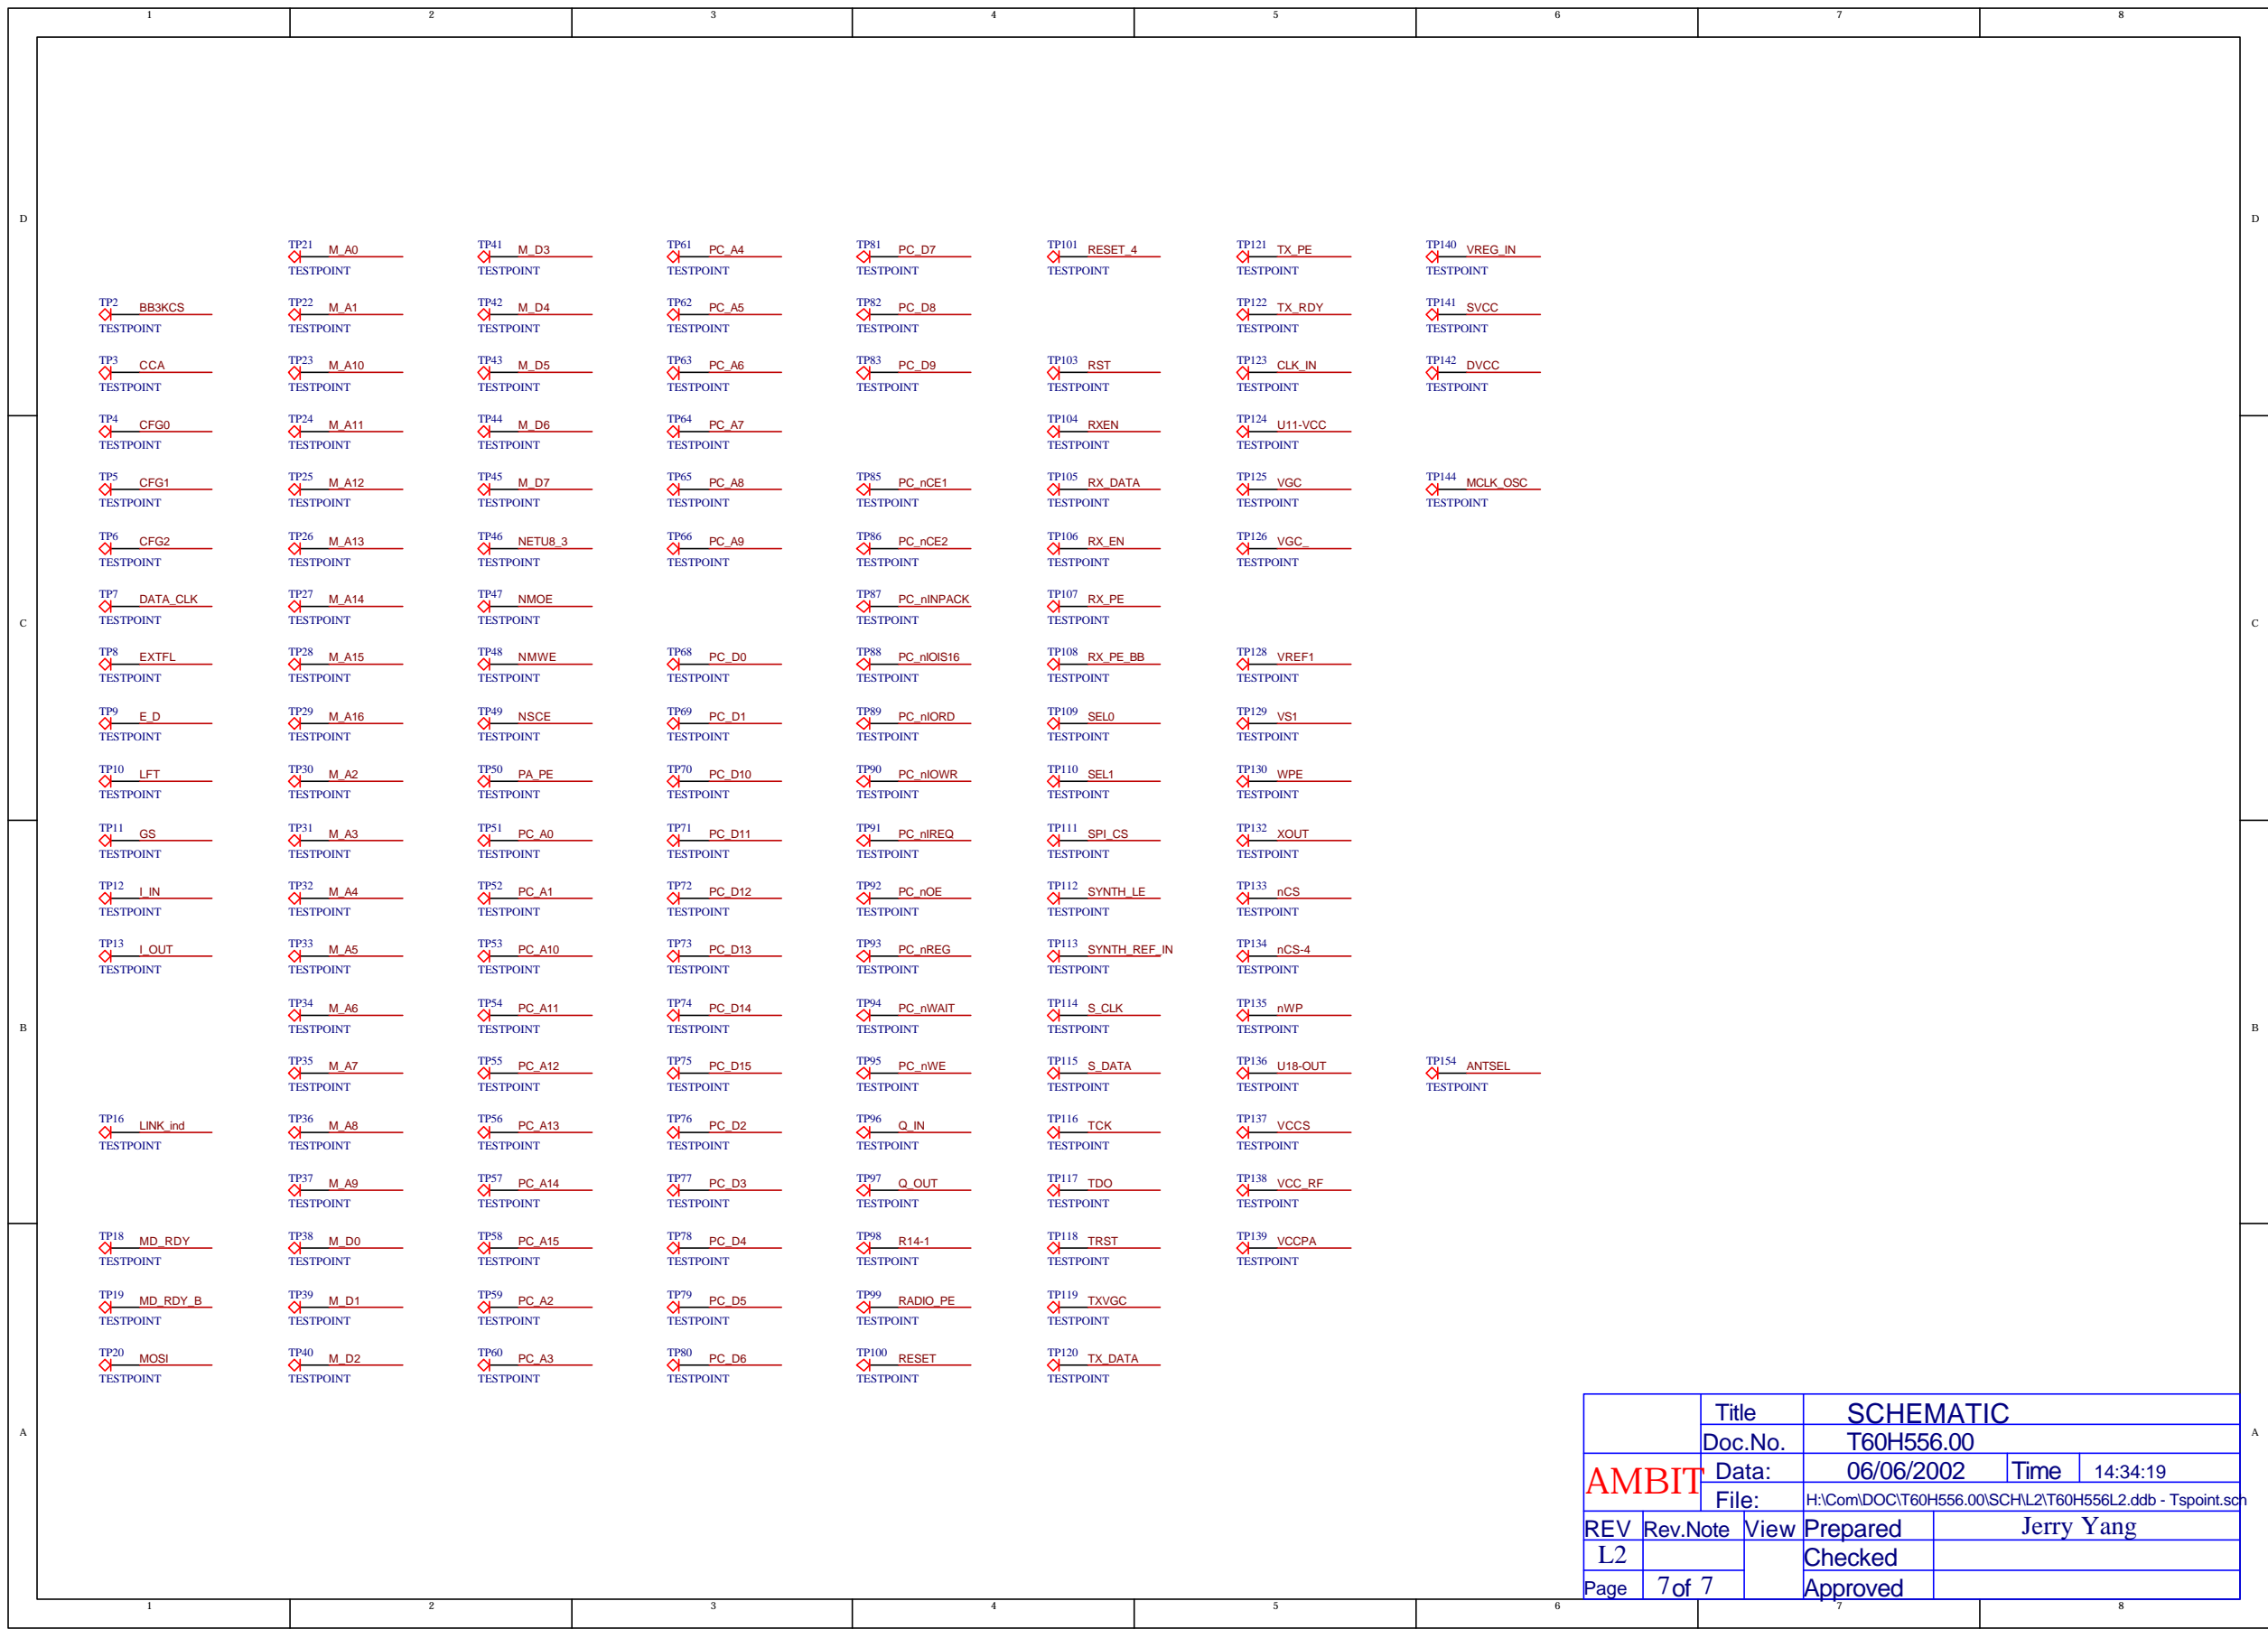 1 2 3 4 5 6 7 8
D D
TP21 M_A0 TP41 M_D3 TP61 PC_A4 TP81 PC_D7 TP101 RESET_4 TP121 TX_PE TP140 VREG_IN
TESTPOINT TESTPOINT TESTPOINT TESTPOINT TESTPOINT TESTPOINT TESTPOINT
TP2 BB3KCS TP22 M_A1 TP42 M_D4 TP62 PC_A5 TP82 PC_D8 TP122 TX_RDY TP141 SVCC
TESTPOINT TESTPOINT TESTPOINT TESTPOINT TESTPOINT TESTPOINT TESTPOINT
TP3 CCA TP23 M_A10 TP43 M_D5 TP63 PC_A6 TP83 PC_D9 TP103 RST TP123 CLK_IN TP142 DVCC
TESTPOINT TESTPOINT TESTPOINT TESTPOINT TESTPOINT TESTPOINT TESTPOINT TESTPOINT
TP4 CFG0 TP24 M_A11 TP44 M_D6 TP64 PC_A7 TP104 RXEN TP124 U11-VCC
TESTPOINT TESTPOINT TESTPOINT TESTPOINT TESTPOINT TESTPOINT
TP5 CFG1 TP25 M_A12 TP45 M_D7 TP65 PC_A8 TP85 PC_nCE1 TP105 RX_DATA TP125 VGC TP144 MCLK_OSC
TESTPOINT TESTPOINT TESTPOINT TESTPOINT TESTPOINT TESTPOINT TESTPOINT TESTPOINT
TP6 CFG2 TP26 M_A13 TP46 NETU8_3 TP66 PC_A9 TP86 PC_nCE2 TP106 RX_EN TP126 VGC_
TESTPOINT TESTPOINT TESTPOINT TESTPOINT TESTPOINT TESTPOINT TESTPOINT
TP7 DATA_CLK TP27 M_A14 TP47 NMOE TP87 PC_nINPACK TP107 RX_PE
TESTPOINT TESTPOINT TESTPOINT TESTPOINT TESTPOINT
C C
TP8 EXTFL TP28 M_A15 TP48 NMWE TP68 PC_D0 TP88 PC_nIOIS16 TP108 RX_PE_BB TP128 VREF1
TESTPOINT TESTPOINT TESTPOINT TESTPOINT TESTPOINT TESTPOINT TESTPOINT
TP9 E_D TP29 M_A16 TP49 NSCE TP69 PC_D1 TP89 PC_nIORD TP109 SEL0 TP129 VS1
TESTPOINT TESTPOINT TESTPOINT TESTPOINT TESTPOINT TESTPOINT TESTPOINT
TP10 LFT TP30 M_A2 TP50 PA_PE TP70 PC_D10 TP90 PC_nIOWR TP110 SEL1 TP130 WPE
TESTPOINT TESTPOINT TESTPOINT TESTPOINT TESTPOINT TESTPOINT TESTPOINT
TP11 GS TP31 M_A3 TP51 PC_A0 TP71 PC_D11 TP91 PC_nIREQ TP111 SPI_CS TP132 XOUT
TESTPOINT TESTPOINT TESTPOINT TESTPOINT TESTPOINT TESTPOINT TESTPOINT
TP12 I_IN TP32 M_A4 TP52 PC_A1 TP72 PC_D12 TP92 PC_nOE TP112 SYNTH_LE TP133 nCS
TESTPOINT TESTPOINT TESTPOINT TESTPOINT TESTPOINT TESTPOINT TESTPOINT
TP13 I_OUT TP33 M_A5 TP53 PC_A10 TP73 PC_D13 TP93 PC_nREG TP113 SYNTH_REF_IN TP134 nCS-4
TESTPOINT TESTPOINT TESTPOINT TESTPOINT TESTPOINT TESTPOINT TESTPOINT
TP34 M_A6 TP54 PC_A11 TP74 PC_D14 TP94 PC_nWAIT TP114 S_CLK TP135 nWP
TESTPOINT TESTPOINT TESTPOINT TESTPOINT TESTPOINT TESTPOINT
B B
TP35 M_A7 TP55 PC_A12 TP75 PC_D15 TP95 PC_nWE TP115 S_DATA TP136 U18-OUT TP154 ANTSEL
TESTPOINT TESTPOINT TESTPOINT TESTPOINT TESTPOINT TESTPOINT TESTPOINT
TP16 LINK_ind TP36 M_A8 TP56 PC_A13 TP76 PC_D2 TP96 Q_IN TP116 TCK TP137 VCCS
TESTPOINT TESTPOINT TESTPOINT TESTPOINT TESTPOINT TESTPOINT TESTPOINT
TP37 M_A9 TP57 PC_A14 TP77 PC_D3 TP97 Q_OUT TP117 TDO TP138 VCC_RF
TESTPOINT TESTPOINT TESTPOINT TESTPOINT TESTPOINT TESTPOINT
TP18 MD_RDY TP38 M_D0 TP58 PC_A15 TP78 PC_D4 TP98 R14-1 TP118 TRST TP139 VCCPA
TESTPOINT TESTPOINT TESTPOINT TESTPOINT TESTPOINT TESTPOINT TESTPOINT
TP19 MD_RDY_B TP39 M_D1 TP59 PC_A2 TP79 PC_D5 TP99 RADIO_PE TP119 TXVGC
TESTPOINT TESTPOINT TESTPOINT TESTPOINT TESTPOINT TESTPOINT
TP20 MOSI TP40 M_D2 TP60 PC_A3 TP80 PC_D6 TP100 RESET TP120 TX_DATA
TESTPOINT TESTPOINT TESTPOINT TESTPOINT TESTPOINT TESTPOINT
A A
Title SCHEMATIC
Doc.No. T60H556.00
AMBIT
Data: 06/06/2002 Time 14:34:19
File: H:\Com\DOC\T60H556.00\SCH\L2\T60H556L2.ddb - Tspoint.sch
REV Rev.Note View Prepared Jerry Yang
L2 Checked
Page 7 of 7 Approved
1 2 3 4 5 6 7 8